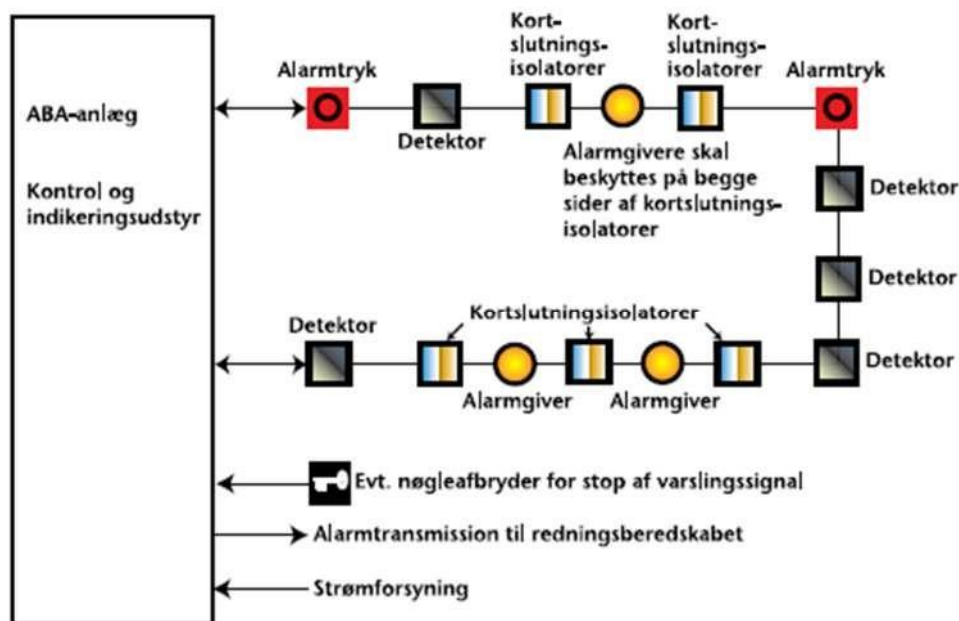 ABA-anlæg
Kontrol og
indikeringsudstyr
Alarmtryk
Detektor
Kort-
slutnings-
isolatorer
Kort-
slutnings-
isolatorer
Alarmtryk
Alarmgivere skal
beskyttes på begge
sider af kortslutnings-
isolatorer
Detektor
Detektor
Detektor
Detektor
Kortslutningsisolatorer
Alarmgiver
Alarmgiver
Evt. nøgleafbryder for stop af varslingssignal
Alarmtransmission til redningsberedskabet
Strømforsyning